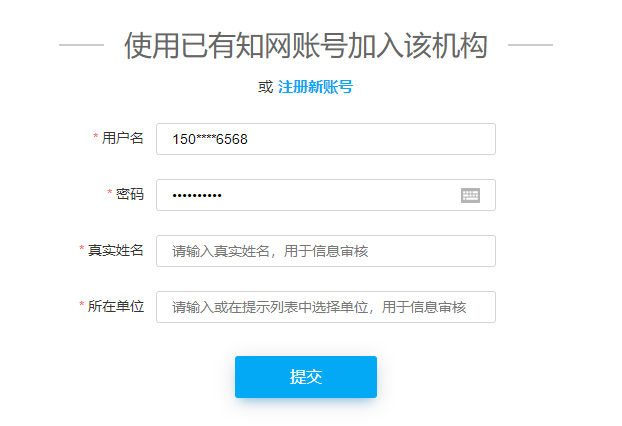 使用已有知网账号加入该机构
或 注册新账号
* 用户名 150****6568
* 密码 ••••••••••
* 真实姓名 请输入真实姓名，用于信息审核
* 所在单位 请输入或在提示列表中选择单位，用于信息审核
提交